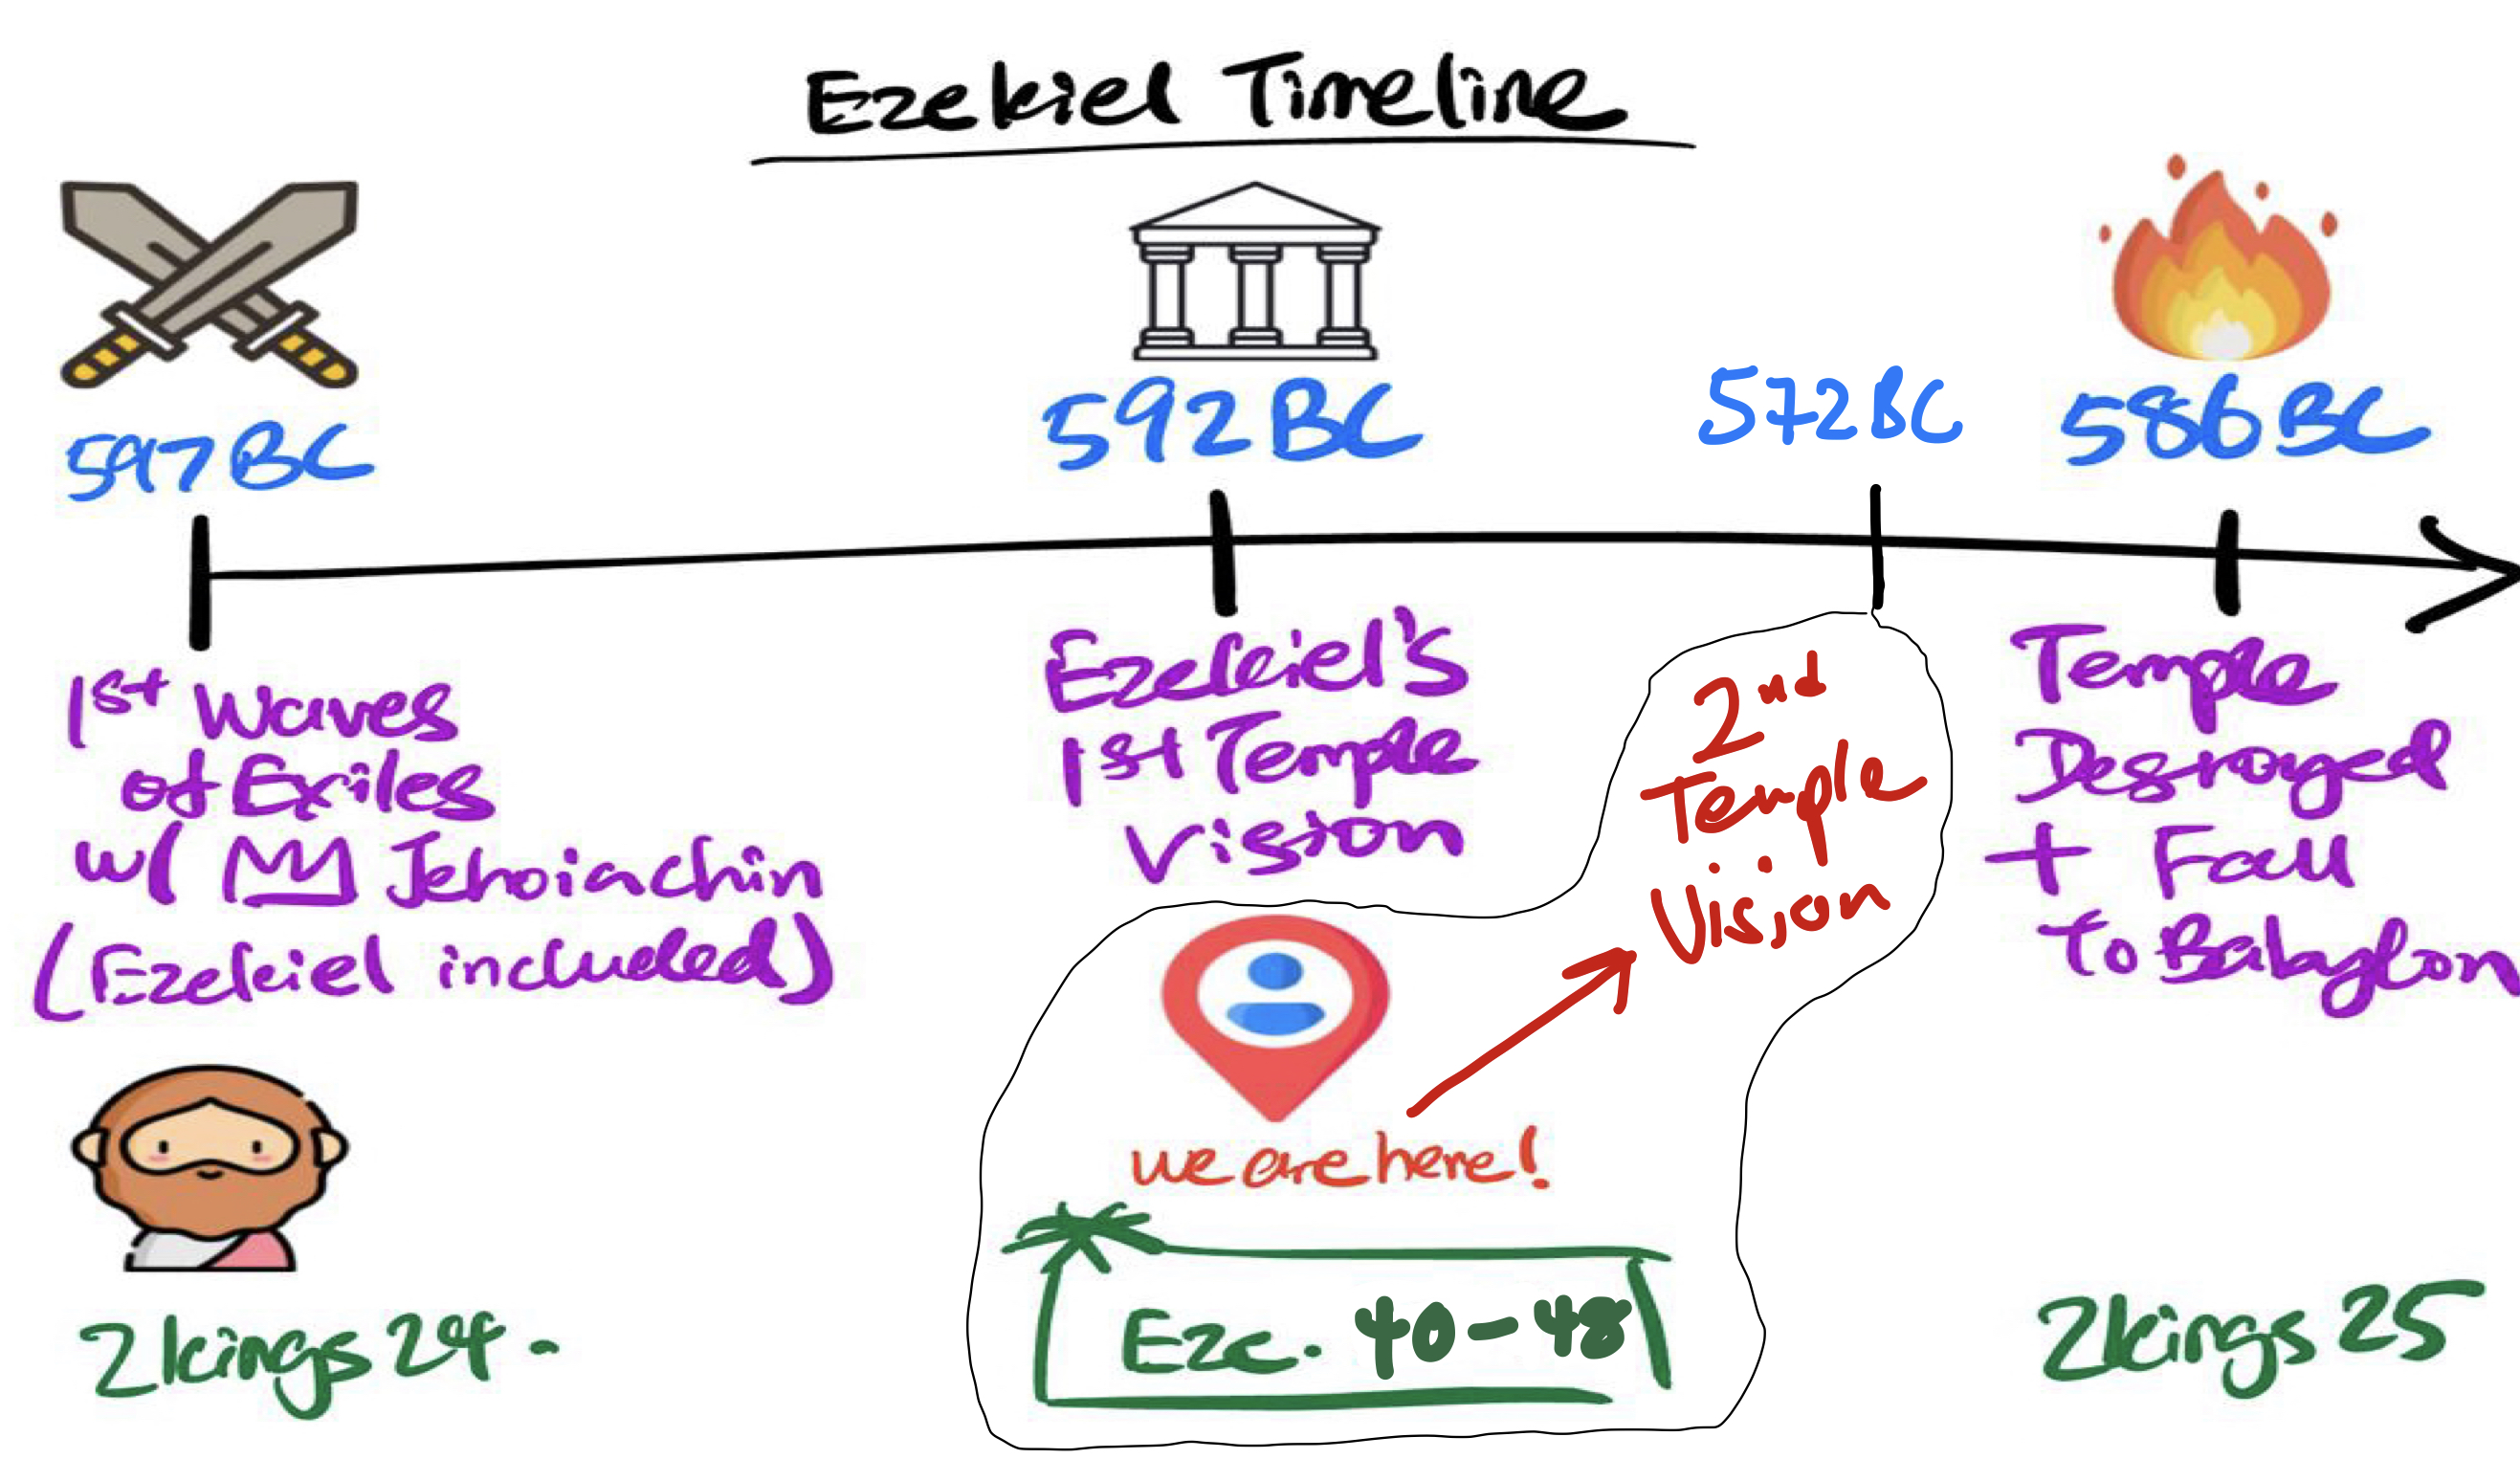 Ezekiel Timeline
597 BC
592 BC
572 BC
586 BC
1st Waves
of Exiles
w/ Jehoiachin
(Ezekiel included)
2 kings 24.
Ezekiel's
1st Temple
Vision
we are here!
Eze. 40-48
2nd
Temple
Vision
Temple
Desroyed
+ Fall
to Babylon
2 kings 25